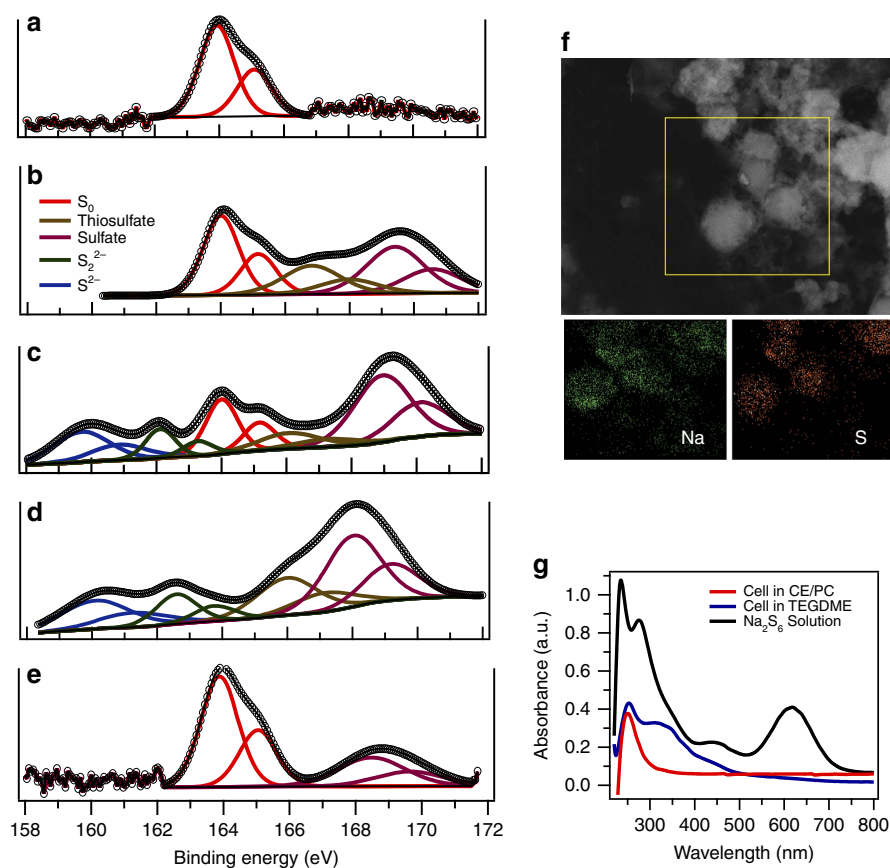 a
b
S₀
Thiosulfate
Sulfate
S₂²⁻
S²⁻
c
d
e
158 160 162 164 166 168 170 172
Binding energy (eV)
f
Na
S
g
Cell in CE/PC
Cell in TEGDME
Na₂S₆ Solution
1.0
0.8
0.6
0.4
0.2
0.0
Absorbance (a.u.)
300 400 500 600 700 800
Wavelength (nm)